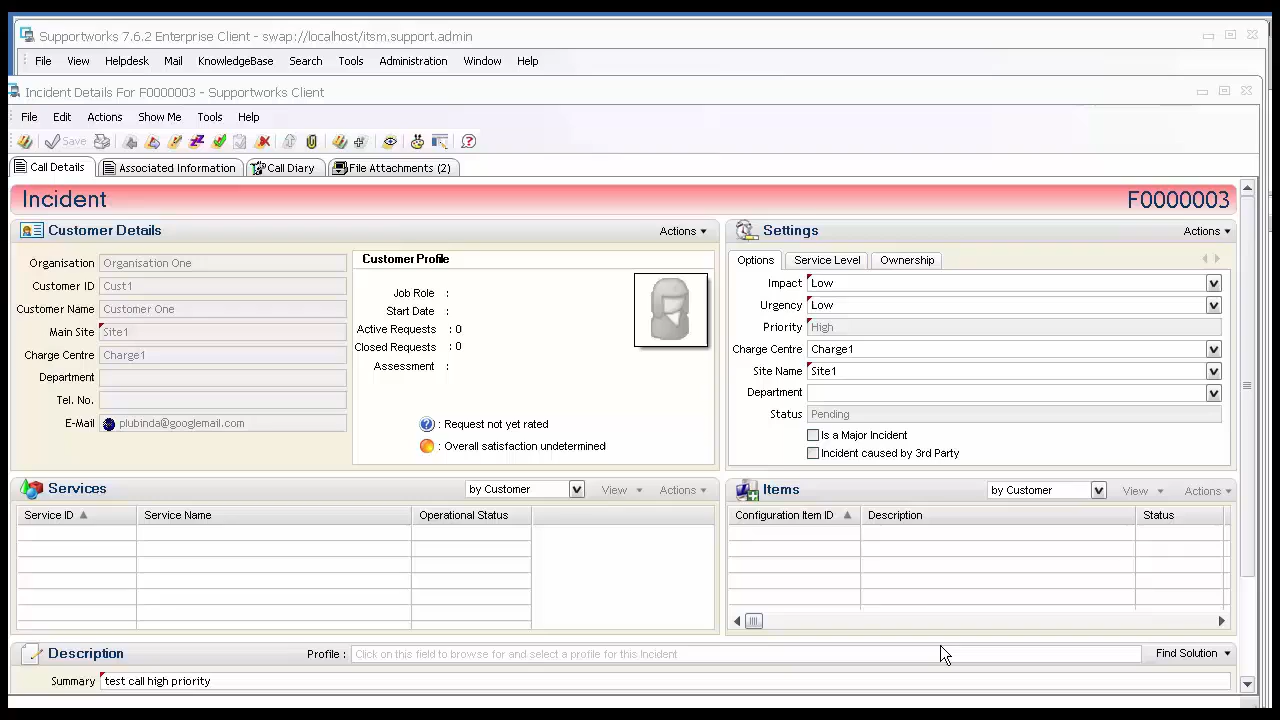 Supportworks 7.6.2 Enterprise Client - swap://localhost/itsm.support.admin
File View Helpdesk Mail KnowledgeBase Search Tools Administration Window Help
Incident Details For F0000003 - Supportworks Client
File Edit Actions Show Me Tools Help
Save
Call Details Associated Information Call Diary File Attachments (2)
Incident F0000003
Customer Details Actions
Organisation Organisation One
Customer ID Cust1
Customer Name Customer One
Main Site Site1
Charge Centre Charge1
Department
Tel. No.
E-Mail plubinda@googlemail.com
Customer Profile
Job Role :
Start Date :
Active Requests : 0
Closed Requests : 0
Assessment :
: Request not yet rated
: Overall satisfaction undetermined
Settings Actions
Options Service Level Ownership
Impact Low
Urgency Low
Priority High
Charge Centre Charge1
Site Name Site1
Department
Status Pending
Is a Major Incident
Incident caused by 3rd Party
Services by Customer View Actions
Service ID Service Name Operational Status
Items by Customer View Actions
Configuration Item ID Description Status
Description Profile : Click on this field to browse for and select a profile for this Incident Find Solution
Summary test call high priority